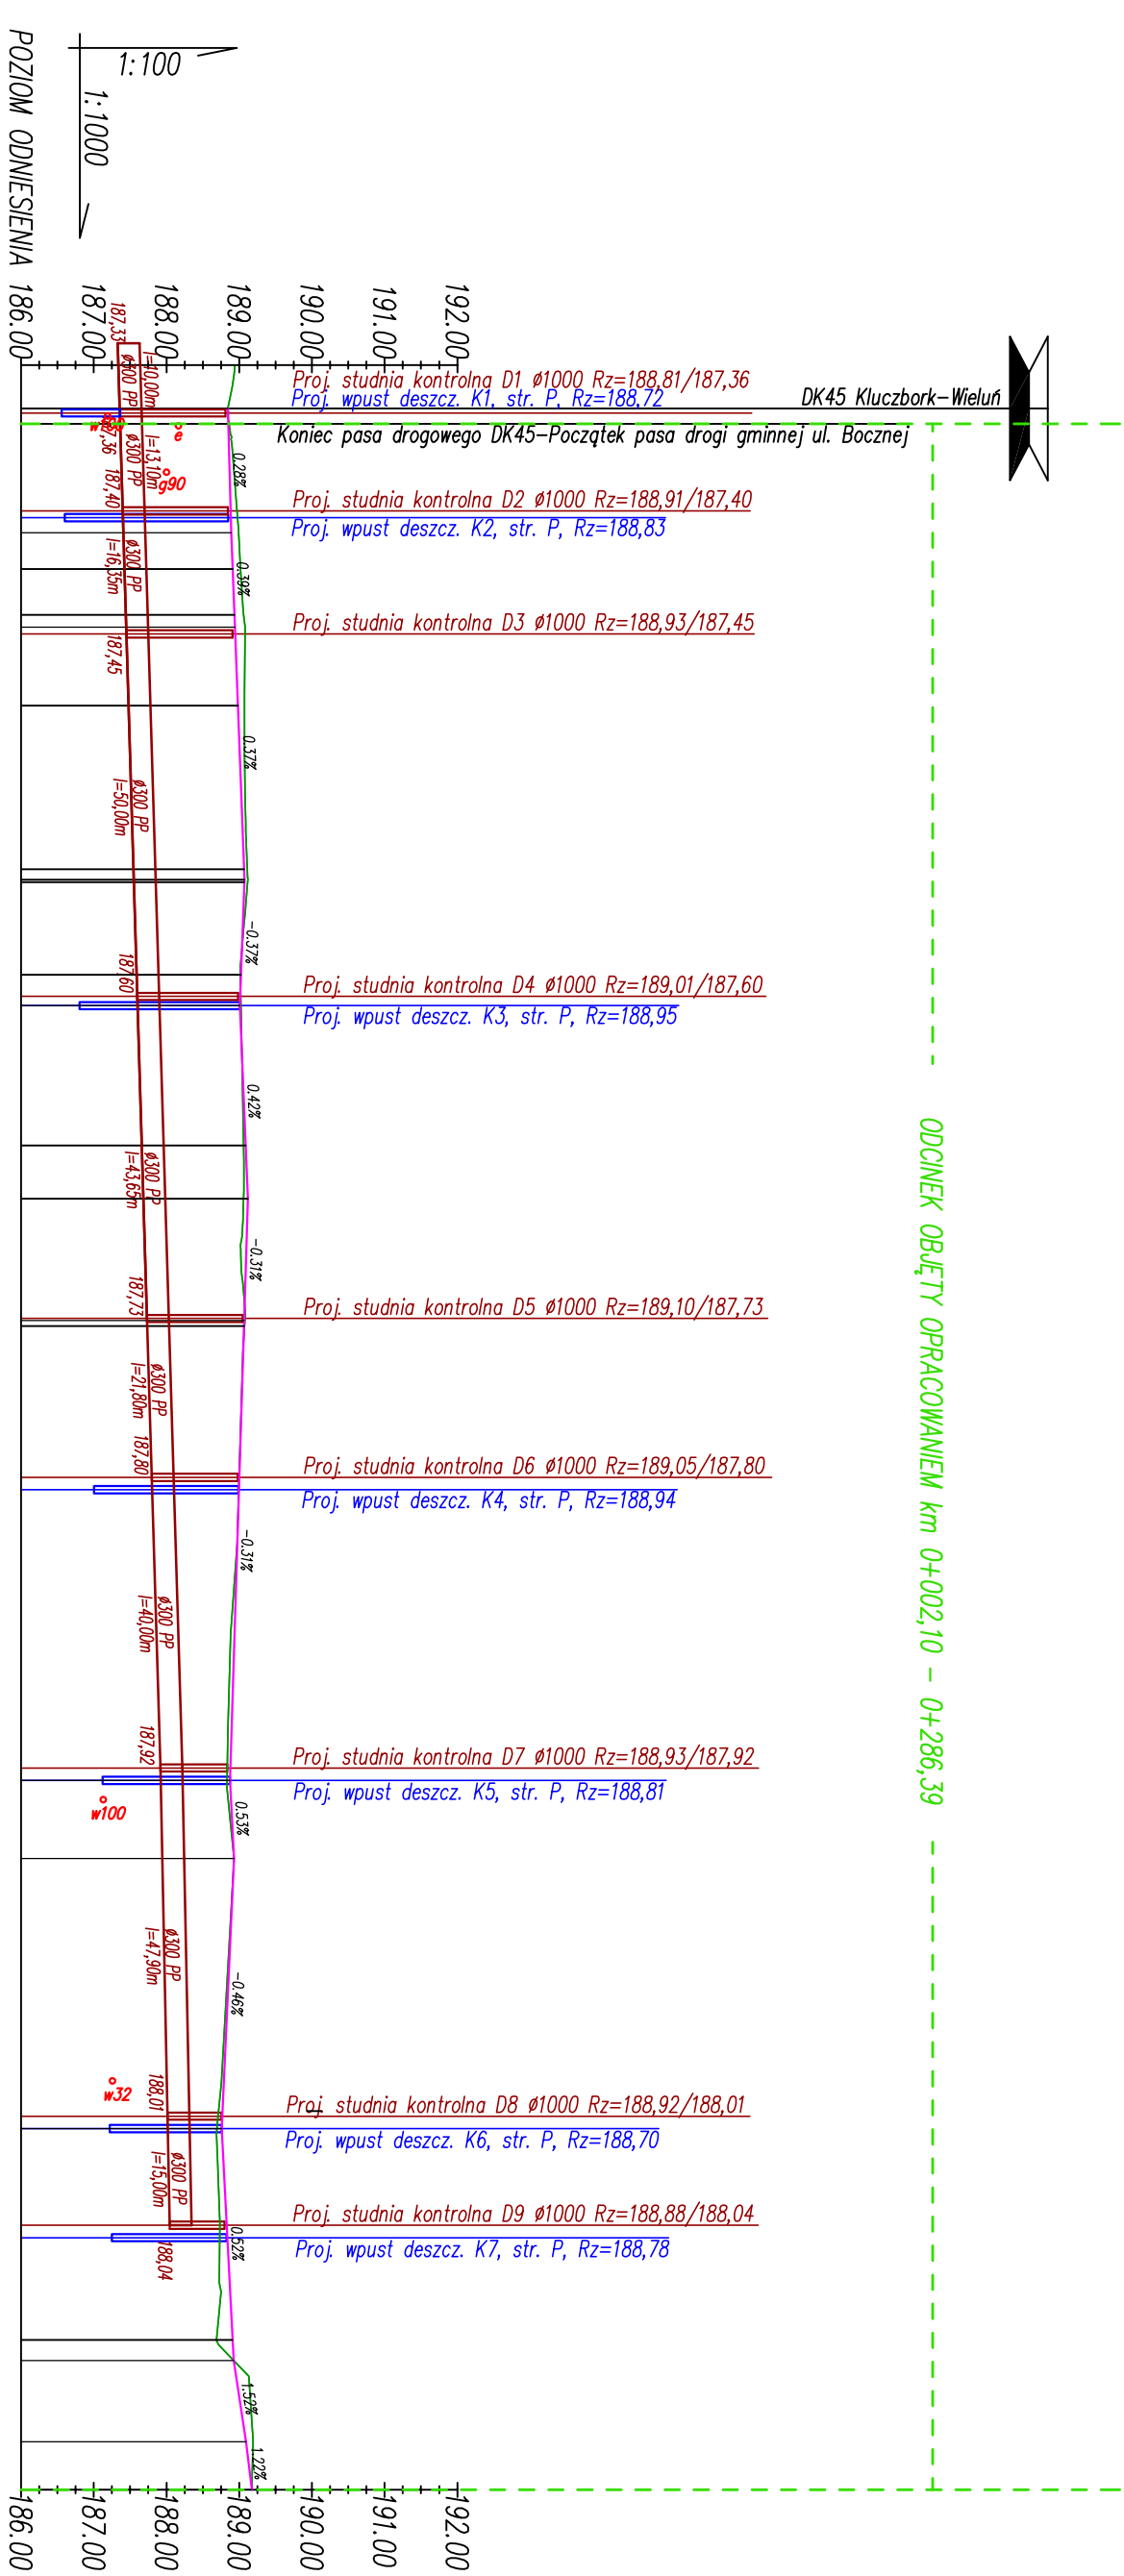 1:100
1:1000
POZIOM ODNIESIENIA 186.00
187.00
188.00
189.00
190.00
191.00
192.00
DK45 Kluczbork-Wieluń
Koniec pasa drogowego DK45-Początek pasa drogi gminnej ul. Bocznej
ODCINEK OBJĘTY OPRACOWANIEM km 0+002,10 - 0+286,39
Proj. studnia kontrolna D1 ø1000 Rz=188,81/187,36
Proj. wpust deszcz. K1, str. P, Rz=188,72
Proj. studnia kontrolna D2 ø1000 Rz=188,91/187,40
Proj. wpust deszcz. K2, str. P, Rz=188,83
Proj. studnia kontrolna D3 ø1000 Rz=188,93/187,45
Proj. studnia kontrolna D4 ø1000 Rz=189,01/187,60
Proj. wpust deszcz. K3, str. P, Rz=188,95
Proj. studnia kontrolna D5 ø1000 Rz=189,10/187,73
Proj. studnia kontrolna D6 ø1000 Rz=189,05/187,80
Proj. wpust deszcz. K4, str. P, Rz=188,94
Proj. studnia kontrolna D7 ø1000 Rz=188,93/187,92
Proj. wpust deszcz. K5, str. P, Rz=188,81
Proj. studnia kontrolna D8 ø1000 Rz=188,92/188,01
Proj. wpust deszcz. K6, str. P, Rz=188,70
Proj. studnia kontrolna D9 ø1000 Rz=188,88/188,04
Proj. wpust deszcz. K7, str. P, Rz=188,78
187,33
ø300 PP
l=10,00m
e
g90
ø300 PP
l=13,10m
187,40
ø300 PP
l=16,35m
187,45
ø300 PP
l=50,00m
187,60
ø300 PP
l=43,65m
187,73
ø300 PP
l=21,80m
187,80
ø300 PP
l=40,00m
187,92
w100
ø300 PP
l=47,90m
188,01
w32
ø300 PP
l=15,00m
188,04
0.28%
0.39%
0.37%
-0.37%
0.42%
-0.31%
-0.31%
0.53%
-0.46%
0.52%
1.52%
1.22%
186.00
187.00
188.00
189.00
190.00
191.00
192.00